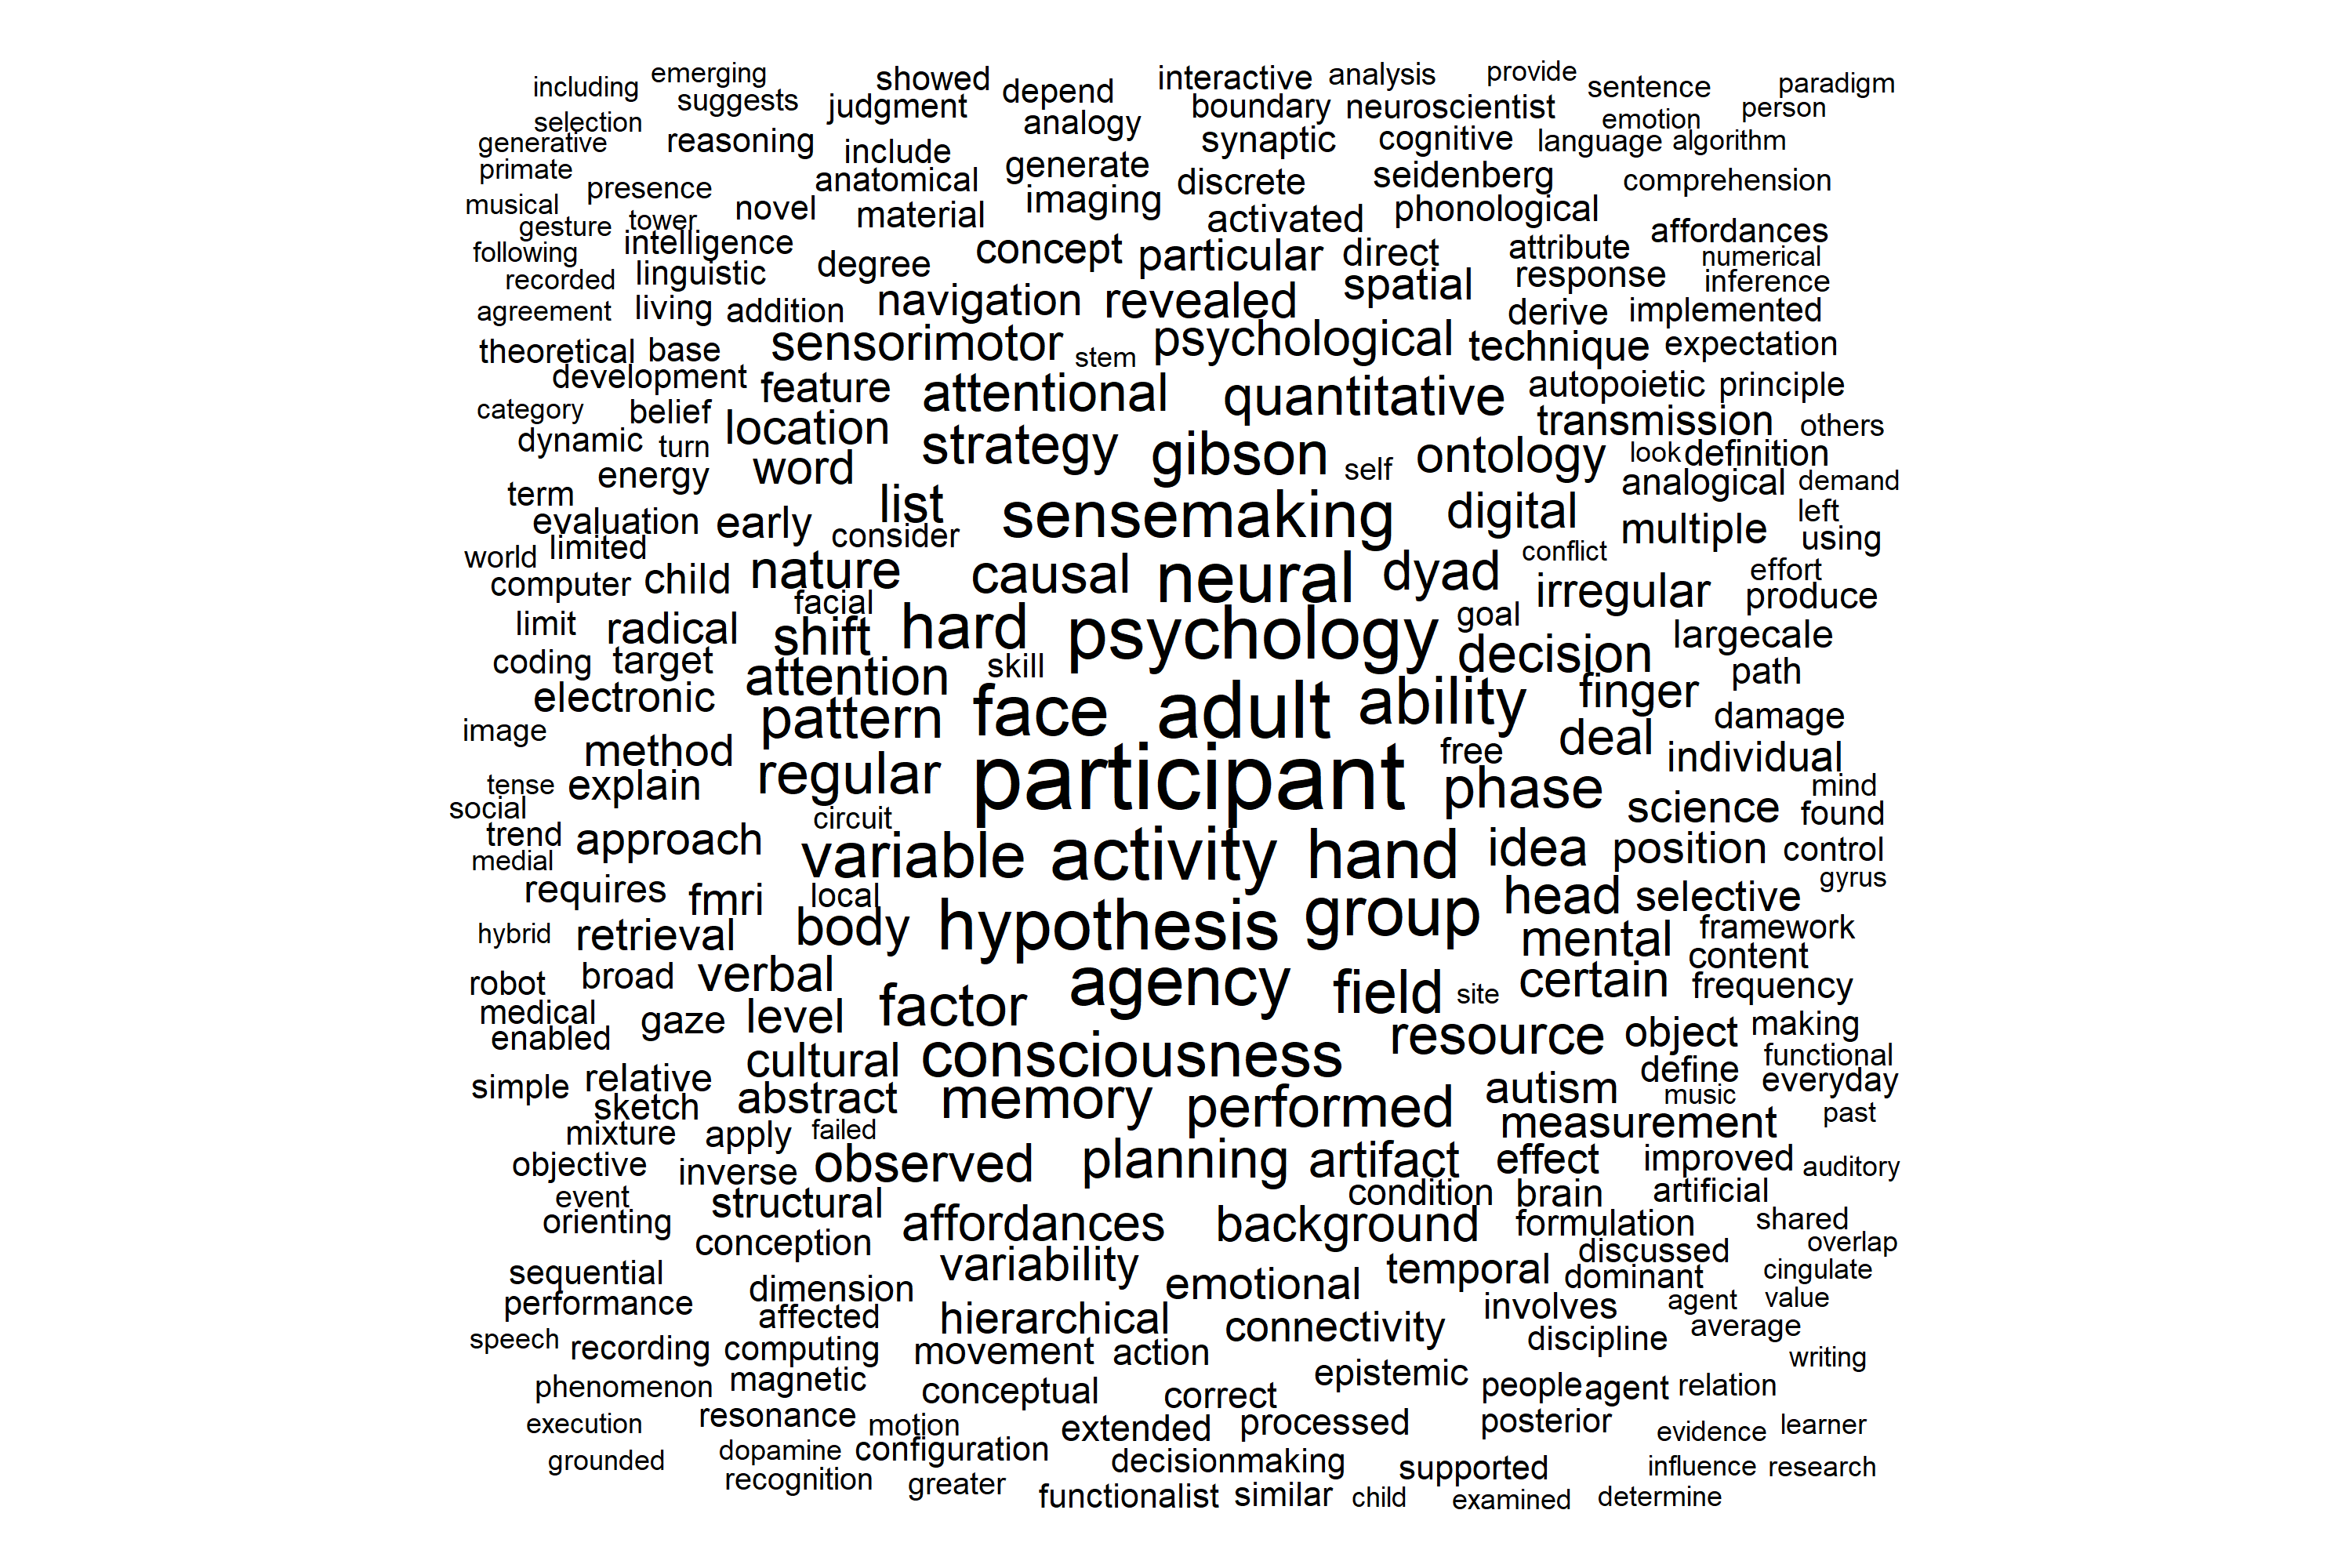 including emerging showed interactive analysis provide sentence paradigm
selection suggests judgment depend boundary neuroscientist emotion person
generative reasoning analogy synaptic cognitive language algorithm
primate include generate discrete seidenberg comprehension
musical presence anatomical imaging activated phonological
gesture tower novel material affordances
following intelligence concept particular direct attribute numerical
recorded linguistic degree spatial response inference
agreement living addition navigation revealed derive implemented
theoretical base sensorimotor stem psychological technique expectation
development feature attentional quantitative autopoietic principle
category belief location transmission others
dynamic turn strategy gibson self ontology look definition
energy word analogical demand
term list sensemaking digital left
evaluation early consider multiple using
world limited nature causal neural dyad conflict
computer child irregular effort produce
limit radical facial shift hard psychology goal largecale
coding target attention skill decision path
electronic pattern face adult ability finger damage
image method deal individual
tense explain regular participant free phase mind
social science found
trend approach circuit variable activity hand idea position control
medial gyrus
requires fmri local head selective
hybrid retrieval body hypothesis group mental framework
content
robot broad verbal agency field site certain frequency
medical gaze level factor making
enabled resource object
simple relative cultural consciousness define functional
sketch abstract memory performed autism music everyday
mixture apply failed measurement past
objective inverse observed planning artifact effect improved auditory
event structural condition brain artificial
orienting affordances background formulation shared
conception discussed overlap
sequential dimension variability emotional temporal dominant cingulate
performance affected hierarchical involves agent value
speech recording computing movement action connectivity discipline average
phenomenon magnetic conceptual correct epistemic people agent relation writing
execution resonance motion extended processed posterior evidence learner
grounded dopamine configuration decisionmaking supported influence research
recognition greater functionalist similar child examined determine